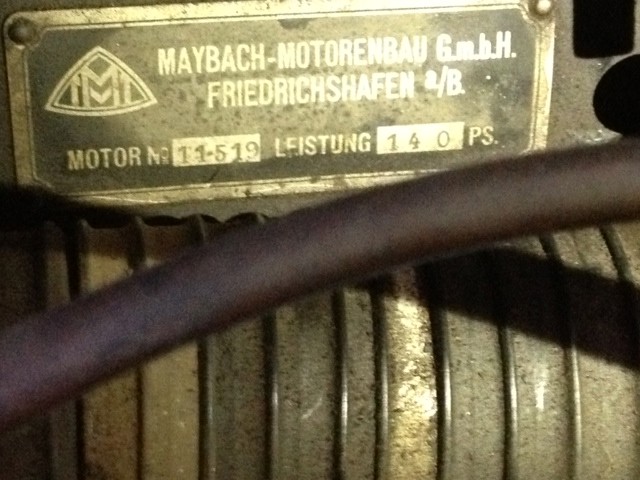 MAYBACH-MOTORENBAU G.m.b.H.
FRIEDRICHSHAFEN a/B.
MOTOR No 11519 LEISTUNG 140 PS.